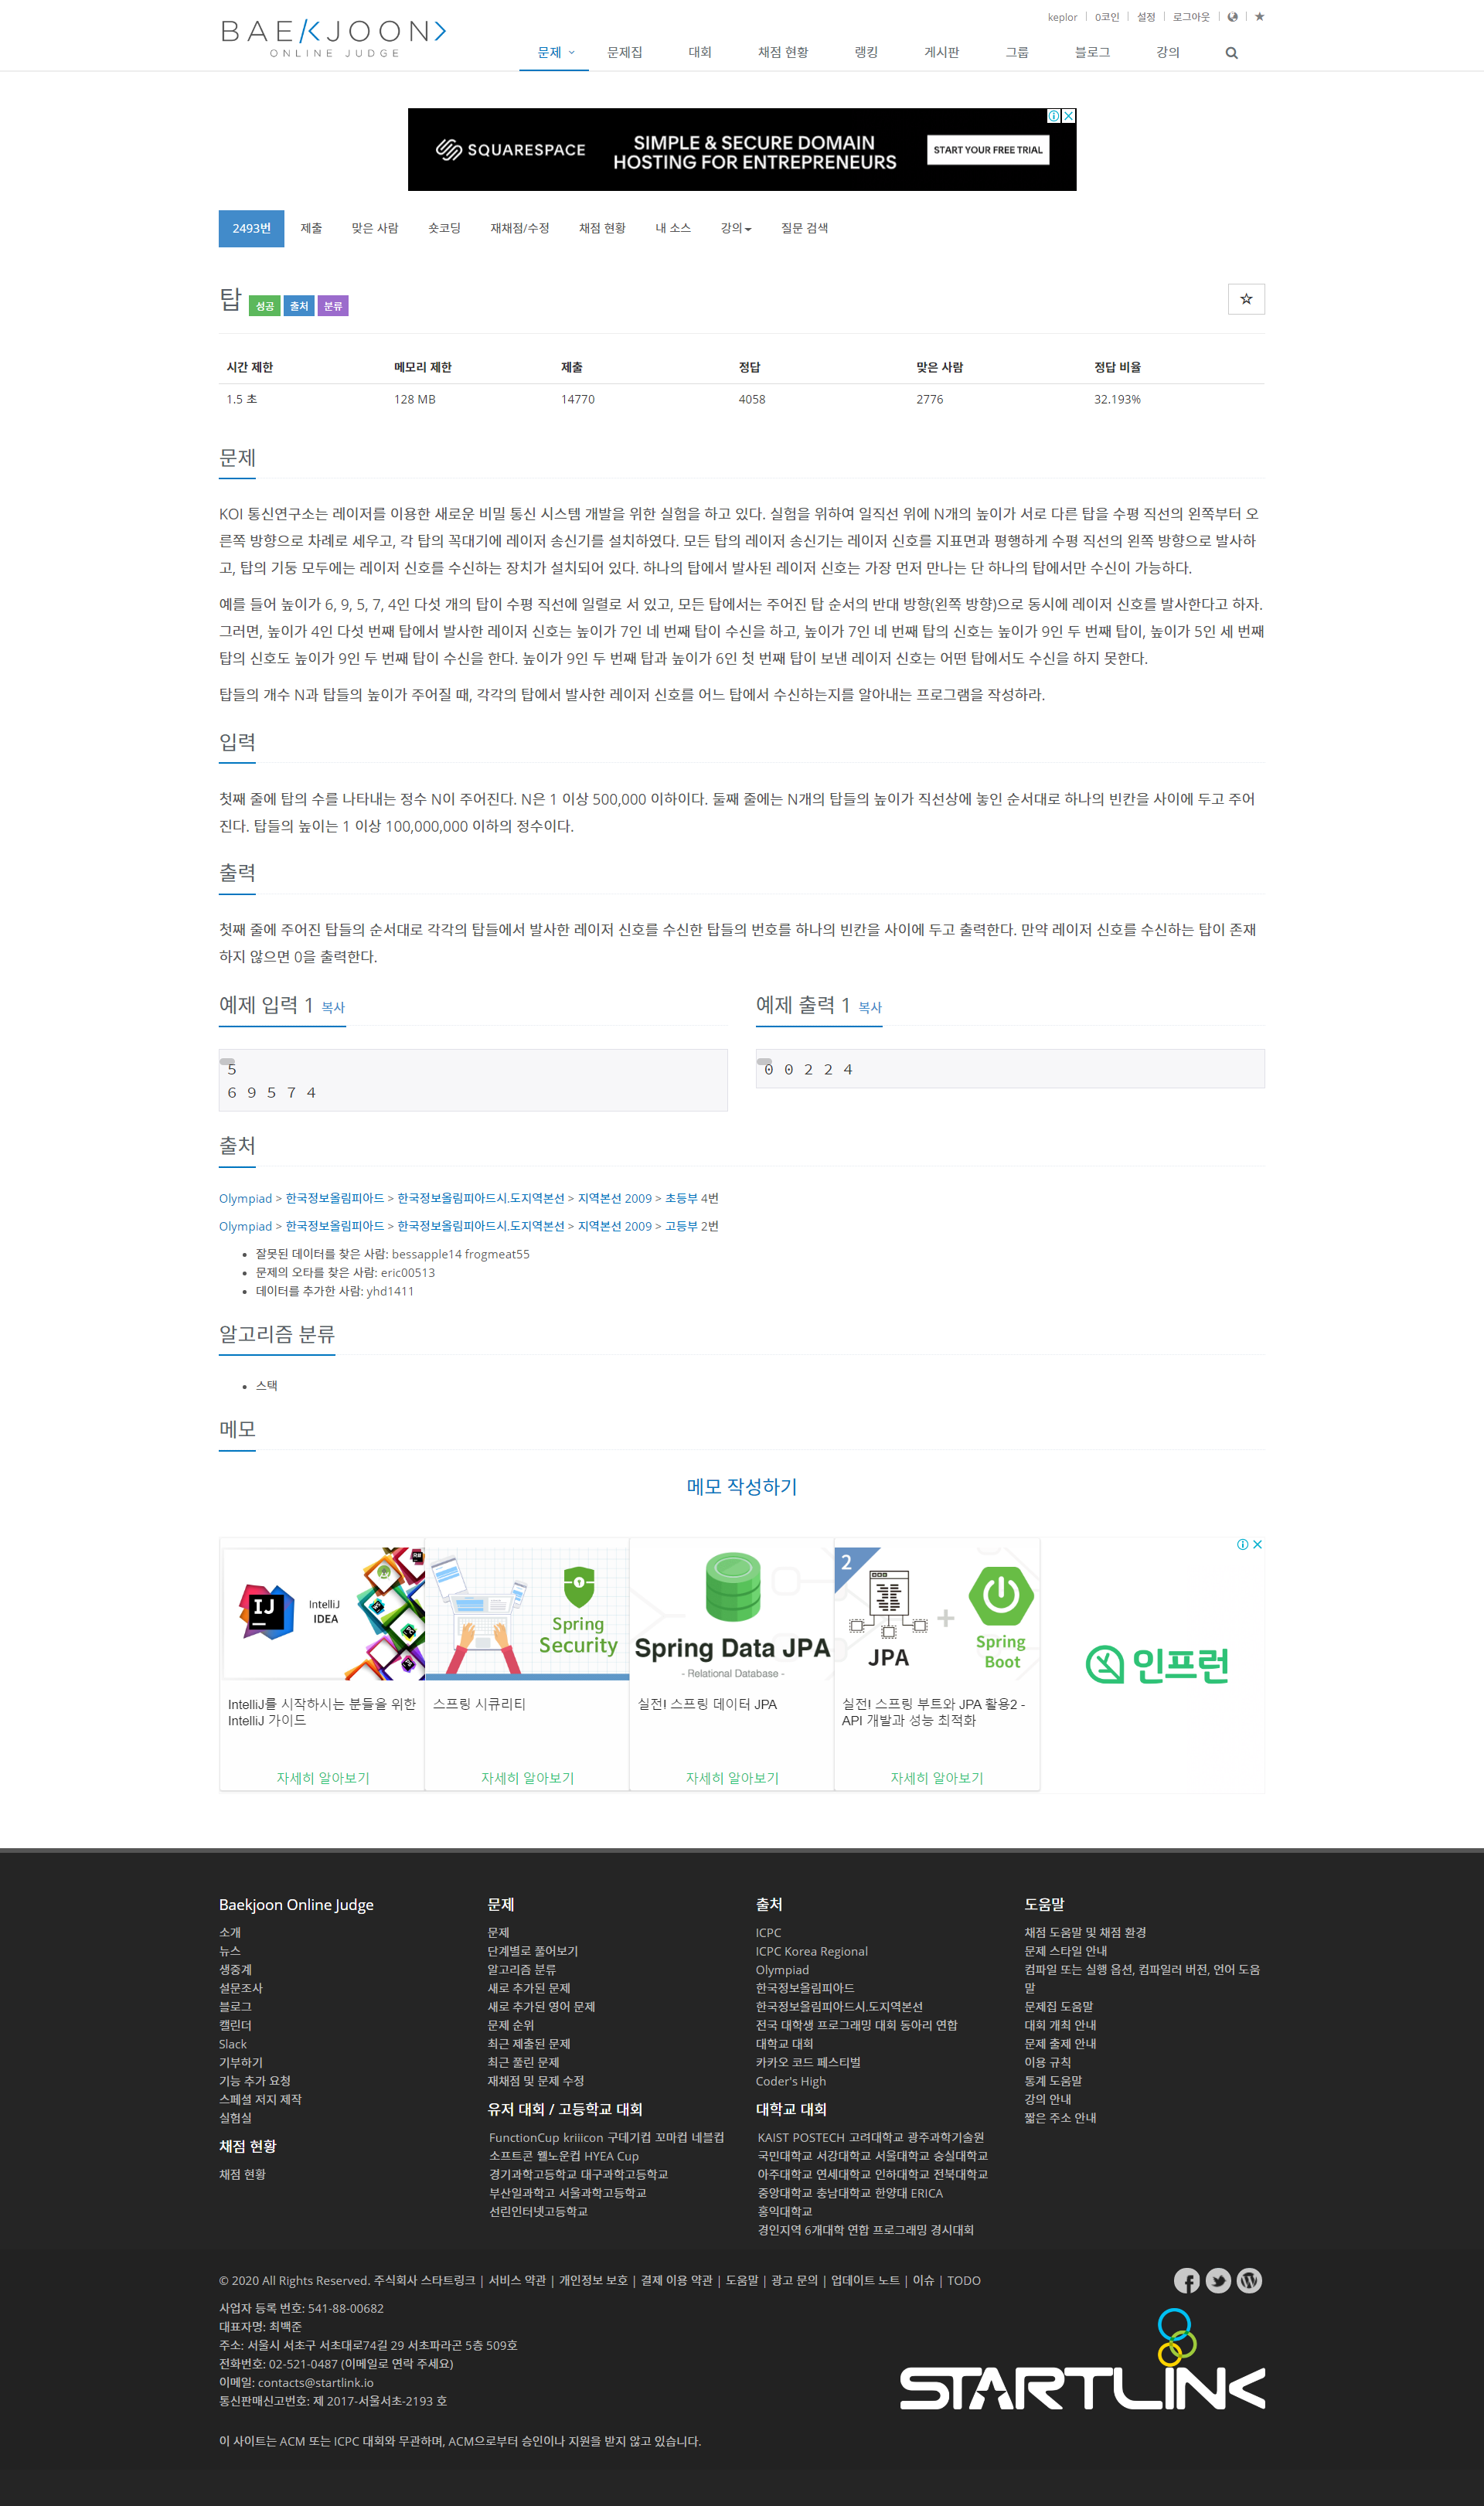 BAEKJOON
ONLINE JUDGE
keplor
0코인
설정
로그아웃
문제
문제집
대회
채점 현황
랭킹
게시판
그룹
블로그
강의
SQUARESPACE
SIMPLE & SECURE DOMAIN
HOSTING FOR ENTREPRENEURS
START YOUR FREE TRIAL
2493번
제출
맞은 사람
숏코딩
재채점/수정
채점 현황
내 소스
강의
질문 검색
탑 성공 출처 분류
시간 제한 메모리 제한 제출 정답 맞은 사람 정답 비율
1.5 초 128 MB 14770 4058 2776 32.193%
문제
KOI 통신연구소는 레이저를 이용한 새로운 비밀 통신 시스템 개발을 위한 실험을 하고 있다. 실험을 위하여 일직선 위에 N개의 높이가 서로 다른 탑을 수평 직선의 왼쪽부터 오
른쪽 방향으로 차례로 세우고, 각 탑의 꼭대기에 레이저 송신기를 설치하였다. 모든 탑의 레이저 송신기는 레이저 신호를 지표면과 평행하게 수평 직선의 왼쪽 방향으로 발사하
고, 탑의 기둥 모두에는 레이저 신호를 수신하는 장치가 설치되어 있다. 하나의 탑에서 발사된 레이저 신호는 가장 먼저 만나는 단 하나의 탑에서만 수신이 가능하다.
예를 들어 높이가 6, 9, 5, 7, 4인 다섯 개의 탑이 수평 직선에 일렬로 서 있고, 모든 탑에서는 주어진 탑 순서의 반대 방향(왼쪽 방향)으로 동시에 레이저 신호를 발사한다고 하자.
그러면, 높이가 4인 다섯 번째 탑에서 발사한 레이저 신호는 높이가 7인 네 번째 탑이 수신을 하고, 높이가 7인 네 번째 탑의 신호는 높이가 9인 두 번째 탑이, 높이가 5인 세 번째
탑의 신호도 높이가 9인 두 번째 탑이 수신을 한다. 높이가 9인 두 번째 탑과 높이가 6인 첫 번째 탑이 보낸 레이저 신호는 어떤 탑에서도 수신을 하지 못한다.
탑들의 개수 N과 탑들의 높이가 주어질 때, 각각의 탑에서 발사한 레이저 신호를 어느 탑에서 수신하는지를 알아내는 프로그램을 작성하라.
입력
첫째 줄에 탑의 수를 나타내는 정수 N이 주어진다. N은 1 이상 500,000 이하이다. 둘째 줄에는 N개의 탑들의 높이가 직선상에 놓인 순서대로 하나의 빈칸을 사이에 두고 주어
진다. 탑들의 높이는 1 이상 100,000,000 이하의 정수이다.
출력
첫째 줄에 주어진 탑들의 순서대로 각각의 탑들에서 발사한 레이저 신호를 수신한 탑들의 번호를 하나의 빈칸을 사이에 두고 출력한다. 만약 레이저 신호를 수신하는 탑이 존재
하지 않으면 0을 출력한다.
예제 입력 1 복사
5
6 9 5 7 4
예제 출력 1 복사
0 0 2 2 4
출처
Olympiad > 한국정보올림피아드 > 한국정보올림피아드시.도지역본선 > 지역본선 2009 > 초등부 4번
Olympiad > 한국정보올림피아드 > 한국정보올림피아드시.도지역본선 > 지역본선 2009 > 고등부 2번
• 잘못된 데이터를 찾은 사람: bessapple14 frogmeat55
• 문제의 오타를 찾은 사람: eric00513
• 데이터를 추가한 사람: yhd1411
알고리즘 분류
• 스택
메모
메모 작성하기
IJ
IntelliJ
IDEA
IntelliJ를 시작하시는 분들을 위한
IntelliJ 가이드
자세히 알아보기
Spring
Security
스프링 시큐리티
자세히 알아보기
Spring Data JPA
- Relational Database -
실전! 스프링 데이터 JPA
자세히 알아보기
2
JPA
+
Spring
Boot
실전! 스프링 부트와 JPA 활용2 -
API 개발과 성능 최적화
자세히 알아보기
인프런
Baekjoon Online Judge
소개
뉴스
생중계
설문조사
블로그
캘린더
Slack
기부하기
기능 추가 요청
스페셜 저지 제작
실험실
채점 현황
채점 현황
문제
문제
단계별로 풀어보기
알고리즘 분류
새로 추가된 문제
새로 추가된 영어 문제
문제 순위
최근 제출된 문제
최근 풀린 문제
재채점 및 문제 수정
유저 대회 / 고등학교 대회
FunctionCup kriiicon 구데기컵 꼬마컵 네블컵
소프트콘 웰노운컵 HYEA Cup
경기과학고등학교 대구과학고등학교
부산일과학고 서울과학고등학교
선린인터넷고등학교
출처
ICPC
ICPC Korea Regional
Olympiad
한국정보올림피아드
한국정보올림피아드시.도지역본선
전국 대학생 프로그래밍 대회 동아리 연합
대학교 대회
카카오 코드 페스티벌
Coder's High
대학교 대회
KAIST POSTECH 고려대학교 광주과학기술원
국민대학교 서강대학교 서울대학교 숭실대학교
아주대학교 연세대학교 인하대학교 전북대학교
중앙대학교 충남대학교 한양대 ERICA
홍익대학교
경인지역 6개대학 연합 프로그래밍 경시대회
도움말
채점 도움말 및 채점 환경
문제 스타일 안내
컴파일 또는 실행 옵션, 컴파일러 버전, 언어 도움
말
문제집 도움말
대회 개최 안내
문제 출제 안내
이용 규칙
통계 도움말
강의 안내
짧은 주소 안내
© 2020 All Rights Reserved. 주식회사 스타트링크 | 서비스 약관 | 개인정보 보호 | 결제 이용 약관 | 도움말 | 광고 문의 | 업데이트 노트 | 이슈 | TODO
사업자 등록 번호: 541-88-00682
대표자명: 최백준
주소: 서울시 서초구 서초대로74길 29 서초파라곤 5층 509호
전화번호: 02-521-0487 (이메일로 연락 주세요)
이메일: contacts@startlink.io
통신판매신고번호: 제 2017-서울서초-2193 호
이 사이트는 ACM 또는 ICPC 대회와 무관하며, ACM으로부터 승인이나 지원을 받지 않고 있습니다.
STARTLINK